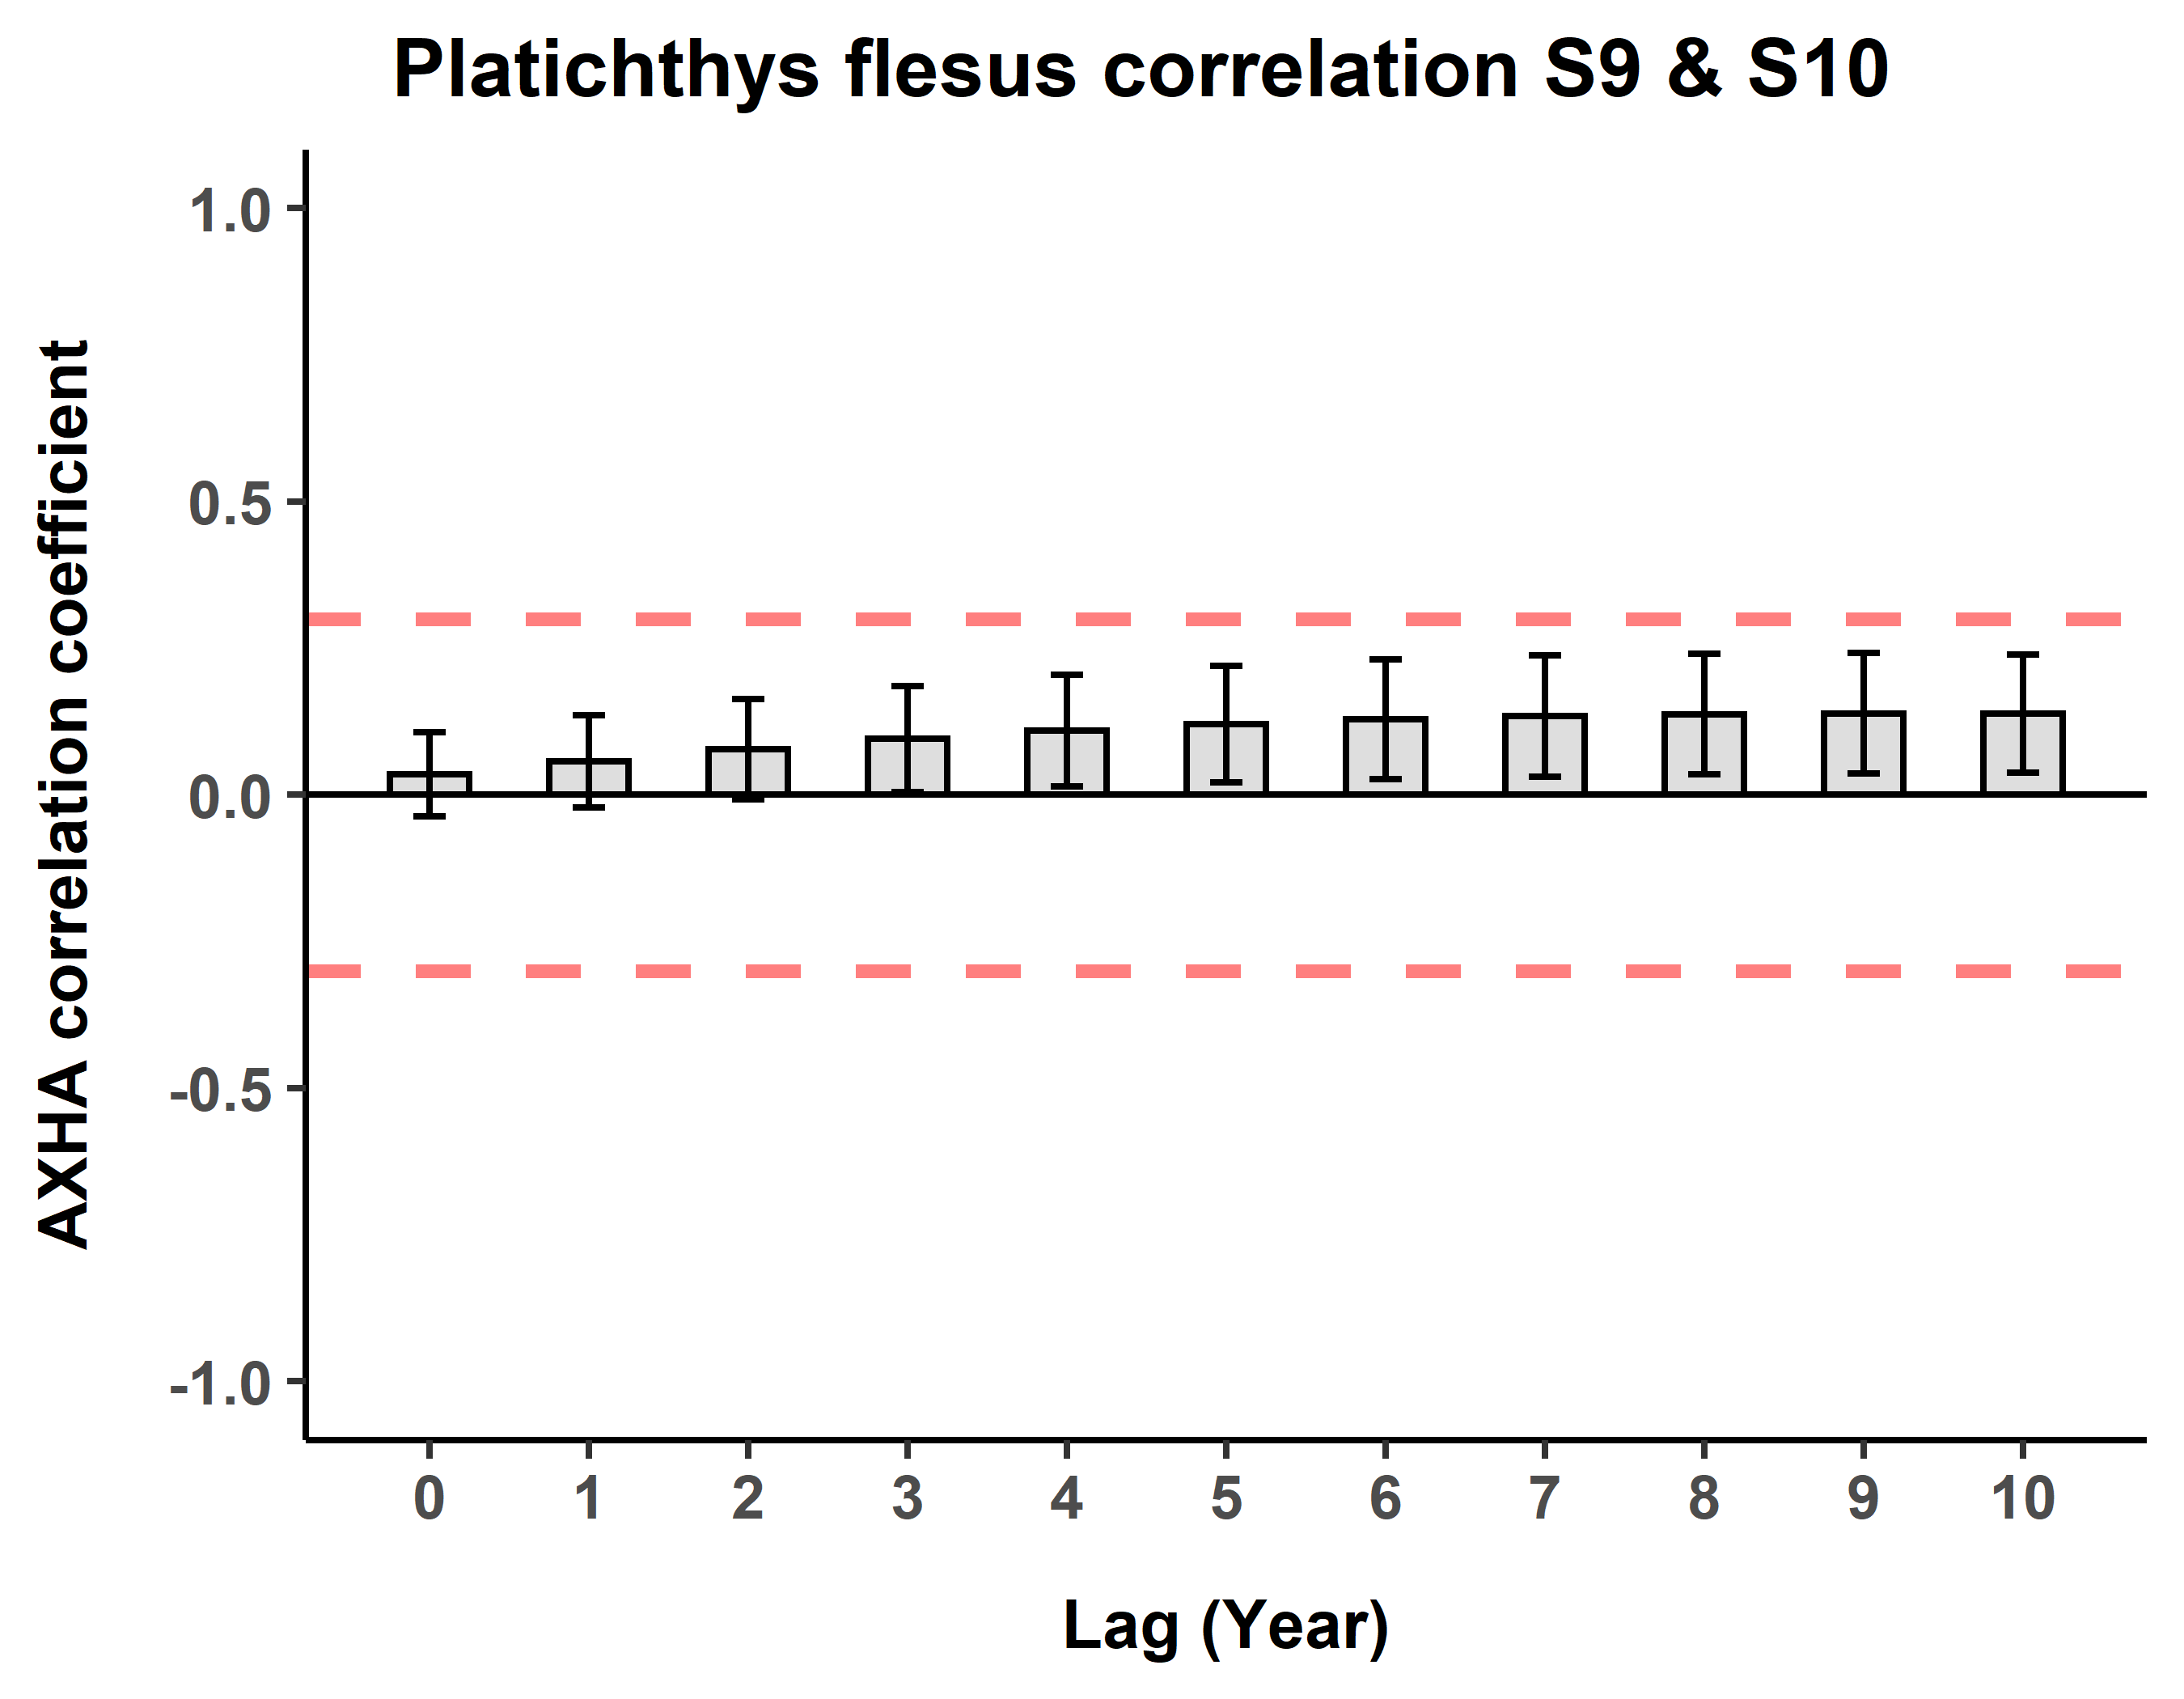 Platichthys flesus correlation S9 & S10
AXHA correlation coefficient
1.0
0.5
0.0
-0.5
-1.0
0 1 2 3 4 5 6 7 8 9 10
Lag (Year)